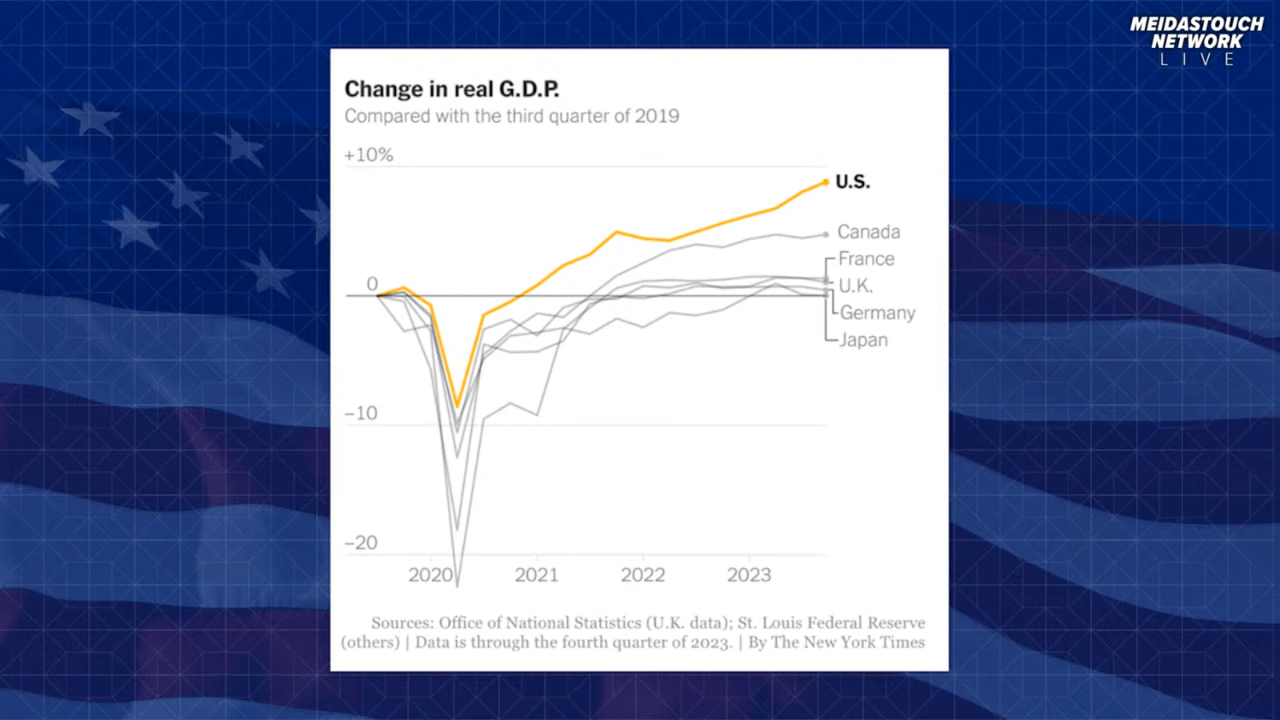 MEIDASTOUCH
NETWORK
LIVE
Change in real G.D.P.
Compared with the third quarter of 2019
+10%
U.S.
Canada
France
0
U.K.
Germany
Japan
–10
–20
2020 2021 2022 2023
Sources: Office of National Statistics (U.K. data); St. Louis Federal Reserve
(others) | Data is through the fourth quarter of 2023. | By The New York Times